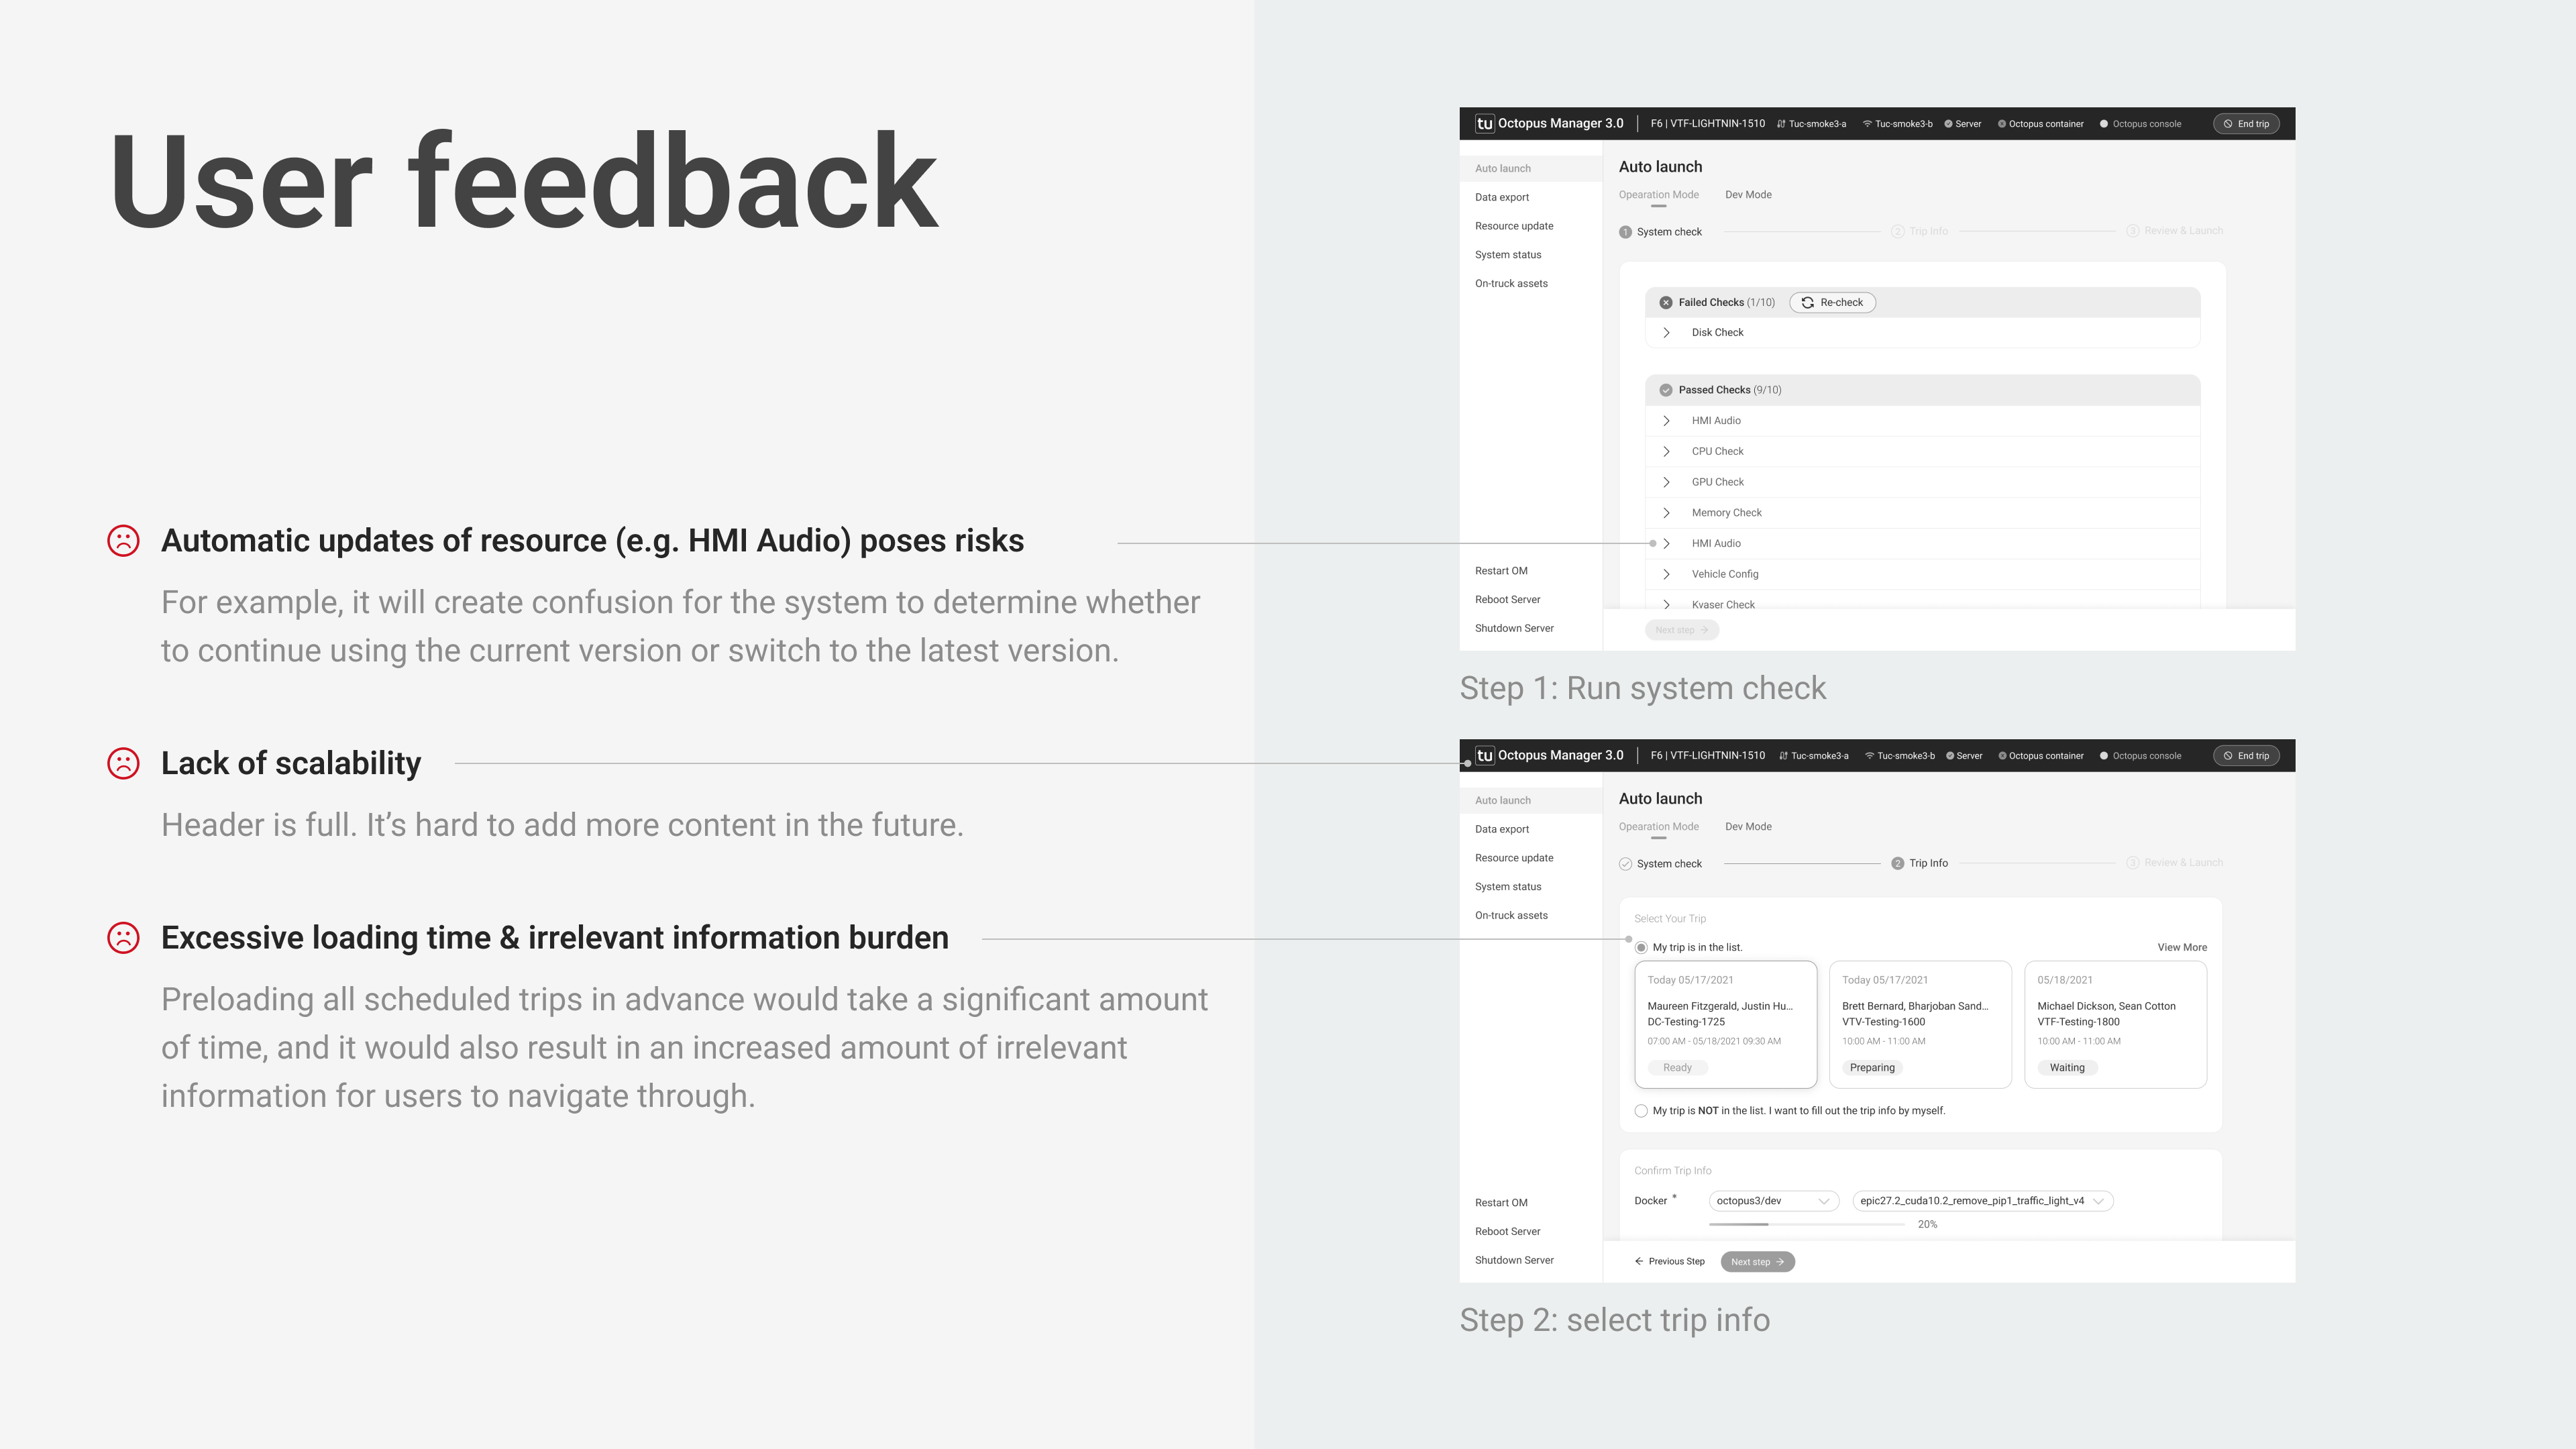 User feedback
Automatic updates of resource (e.g. HMI Audio) poses risks
For example, it will create confusion for the system to determine whether
to continue using the current version or switch to the latest version.
Lack of scalability
Header is full. It’s hard to add more content in the future.
Excessive loading time & irrelevant information burden
Preloading all scheduled trips in advance would take a significant amount
of time, and it would also result in an increased amount of irrelevant
information for users to navigate through.
tu Octopus Manager 3.0 F6 | VTF-LIGHTNIN-1510 Tuc-smoke3-a Tuc-smoke3-b Server Octopus container Octopus console End trip
Auto launch
Data export
Resource update
System status
On-truck assets
Restart OM
Reboot Server
Shutdown Server
Auto launch
Opearation Mode Dev Mode
1 System check 2 Trip Info 3 Review & Launch
Failed Checks (1/10) Re-check
Disk Check
Passed Checks (9/10)
HMI Audio
CPU Check
GPU Check
Memory Check
HMI Audio
Vehicle Config
Kvaser Check
Next step
Step 1: Run system check
tu Octopus Manager 3.0 F6 | VTF-LIGHTNIN-1510 Tuc-smoke3-a Tuc-smoke3-b Server Octopus container Octopus console End trip
Auto launch
Data export
Resource update
System status
On-truck assets
Restart OM
Reboot Server
Shutdown Server
Auto launch
Opearation Mode Dev Mode
System check 2 Trip Info 3 Review & Launch
Select Your Trip
My trip is in the list. View More
Today 05/17/2021
Maureen Fitzgerald, Justin Hu...
DC-Testing-1725
07:00 AM - 05/18/2021 09:30 AM
Ready
Today 05/17/2021
Brett Bernard, Bharjoban Sand...
VTV-Testing-1600
10:00 AM - 11:00 AM
Preparing
05/18/2021
Michael Dickson, Sean Cotton
VTF-Testing-1800
10:00 AM - 11:00 AM
Waiting
My trip is NOT in the list. I want to fill out the trip info by myself.
Confirm Trip Info
Docker * octopus3/dev epic27.2_cuda10.2_remove_pip1_traffic_light_v4
20%
Previous Step Next step
Step 2: select trip info